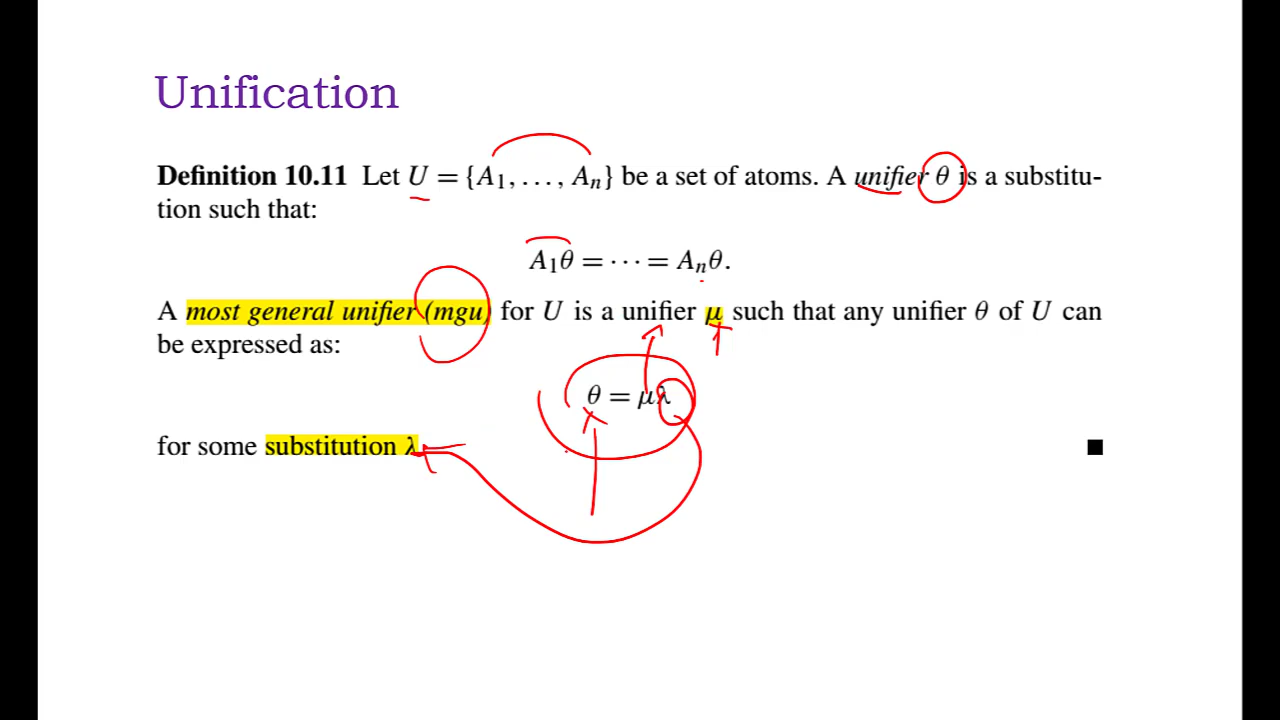 Unification
Definition 10.11 Let U = {A₁, . . . , Aₙ} be a set of atoms. A unifier θ is a substitu-
tion such that:
A₁θ = · · · = Aₙθ.
A most general unifier (mgu) for U is a unifier μ such that any unifier θ of U can
be expressed as:
θ = μλ
for some substitution λ. ■